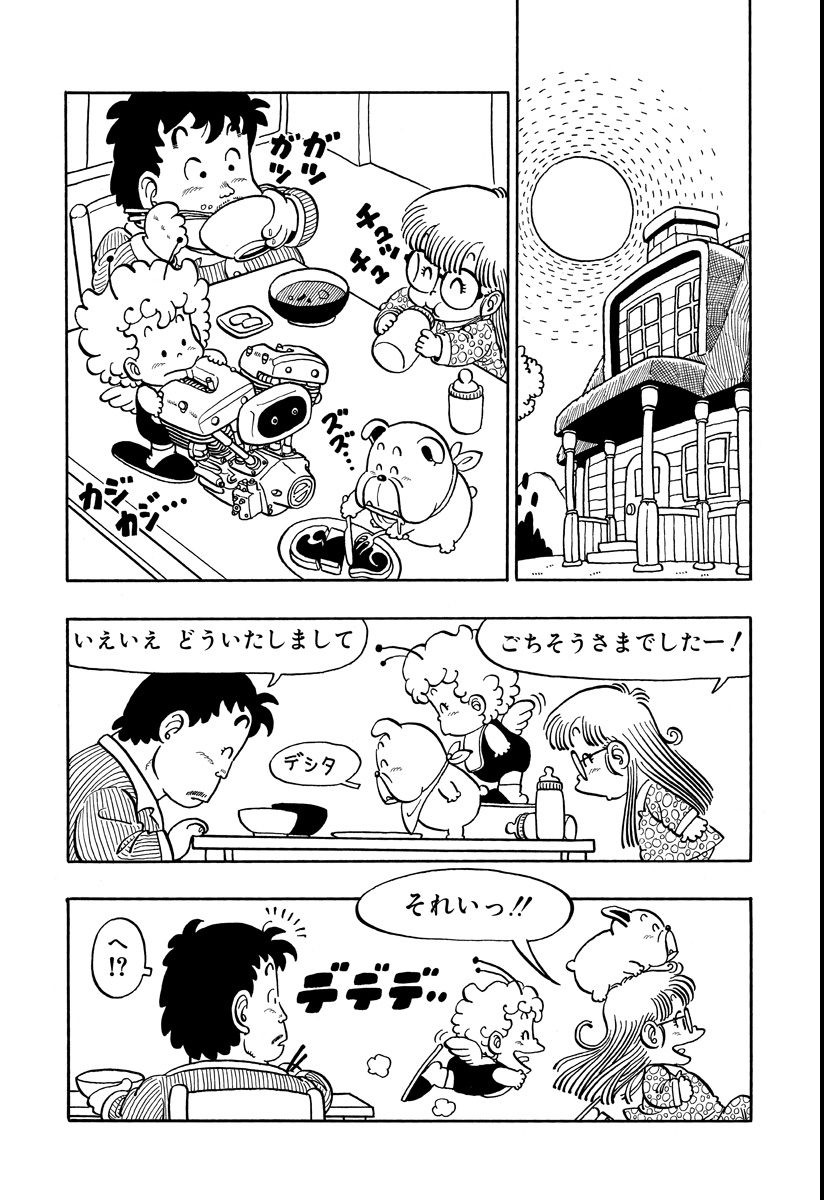 ガツ
ガツ
チュッ
チュチュ
ズズ…
カジ
カジ…
ごちそうさまでしたー!
デシタ
いえいえ どういたしまして
それいっ!!
デデデ..
へ!?